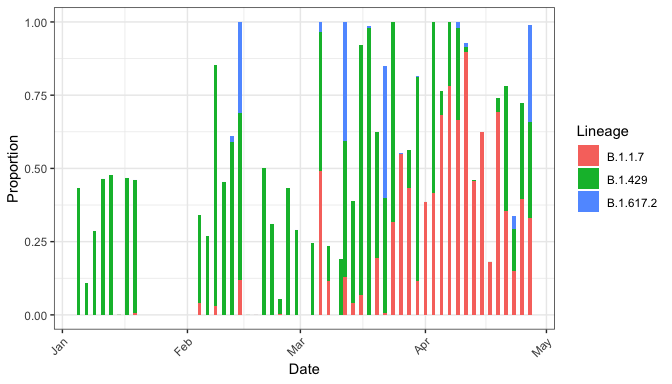 1.00
0.75
0.50
0.25
0.00
Proportion
Jan
Feb
Mar
Apr
May
Date
Lineage
B.1.1.7
B.1.429
B.1.617.2